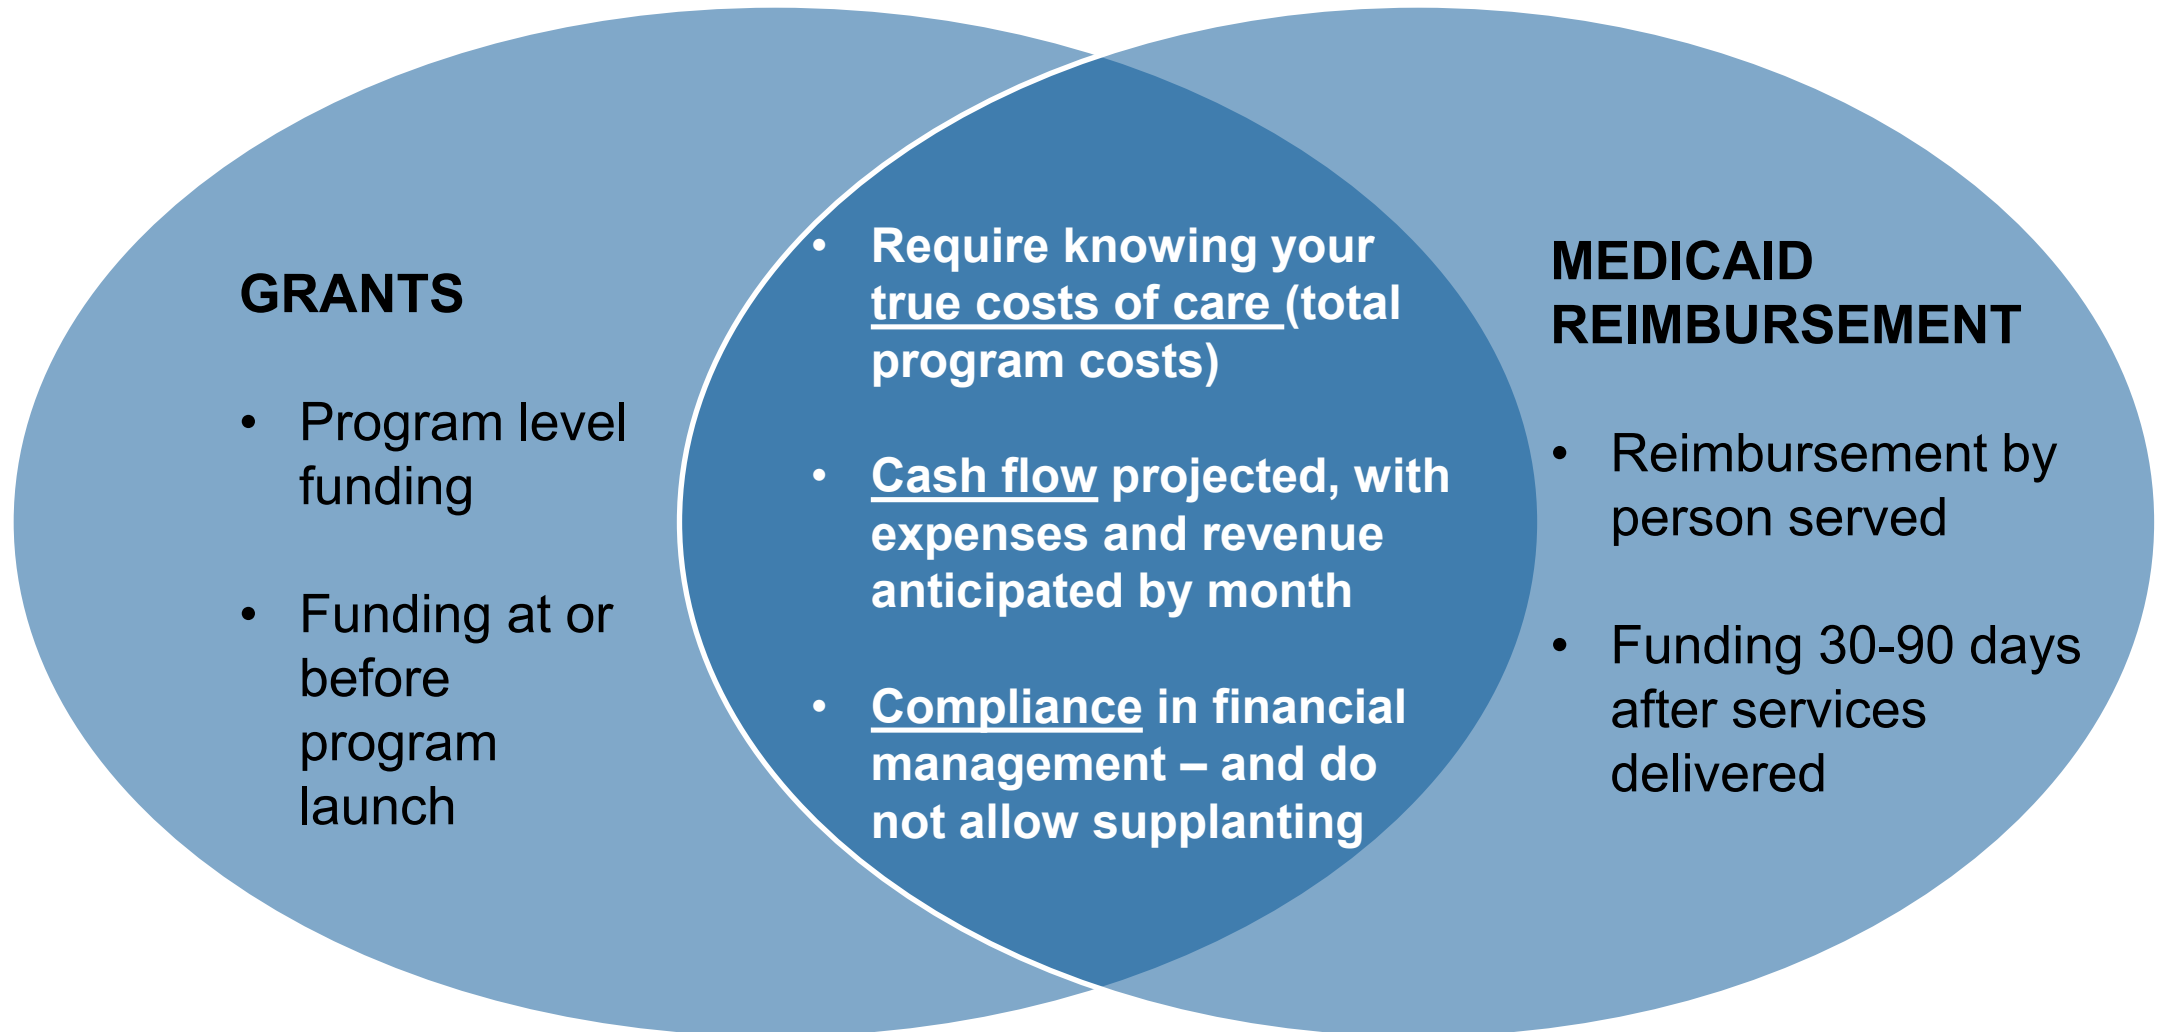 GRANTS
• Program level
funding
• Funding at or
before
program
launch
• Require knowing your
true costs of care (total
program costs)
• Cash flow projected, with
expenses and revenue
anticipated by month
• Compliance in financial
management – and do
not allow supplanting
MEDICAID
REIMBURSEMENT
• Reimbursement by
person served
• Funding 30-90 days
after services
delivered